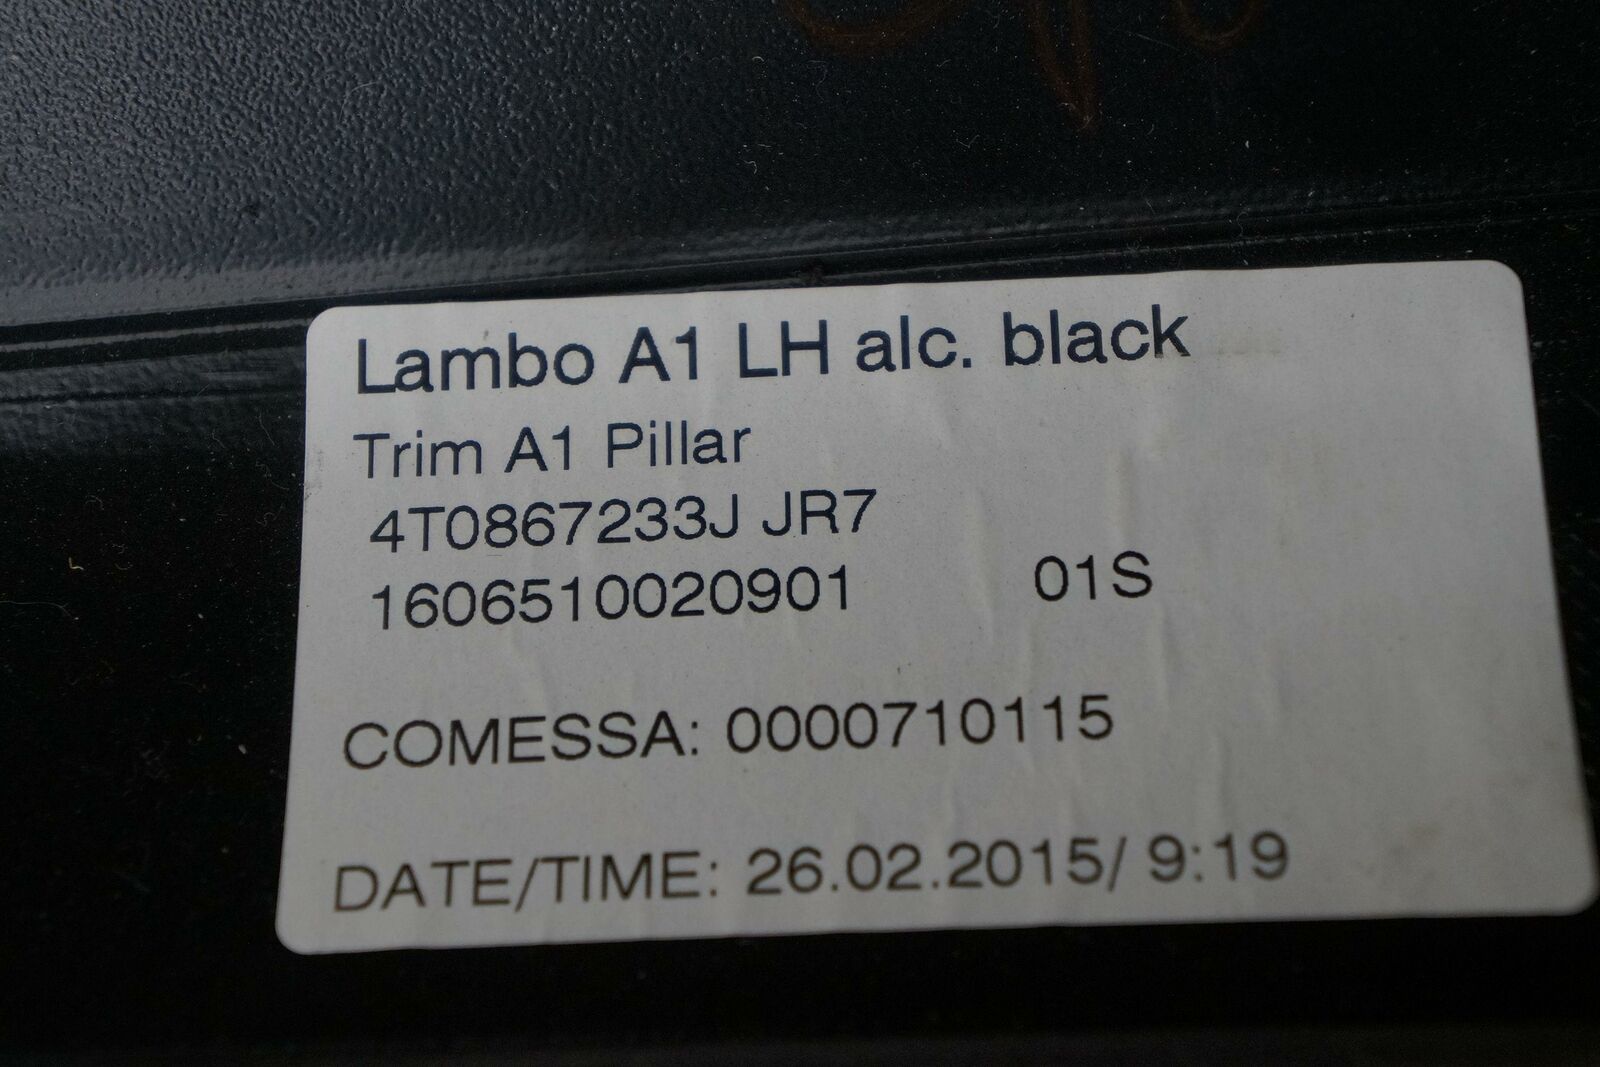 Lambo A1 LH alc. black
Trim A1 Pillar
4T0867233J JR7
1606510020901 01S
COMESSA: 0000710115
DATE/TIME: 26.02.2015/ 9:19